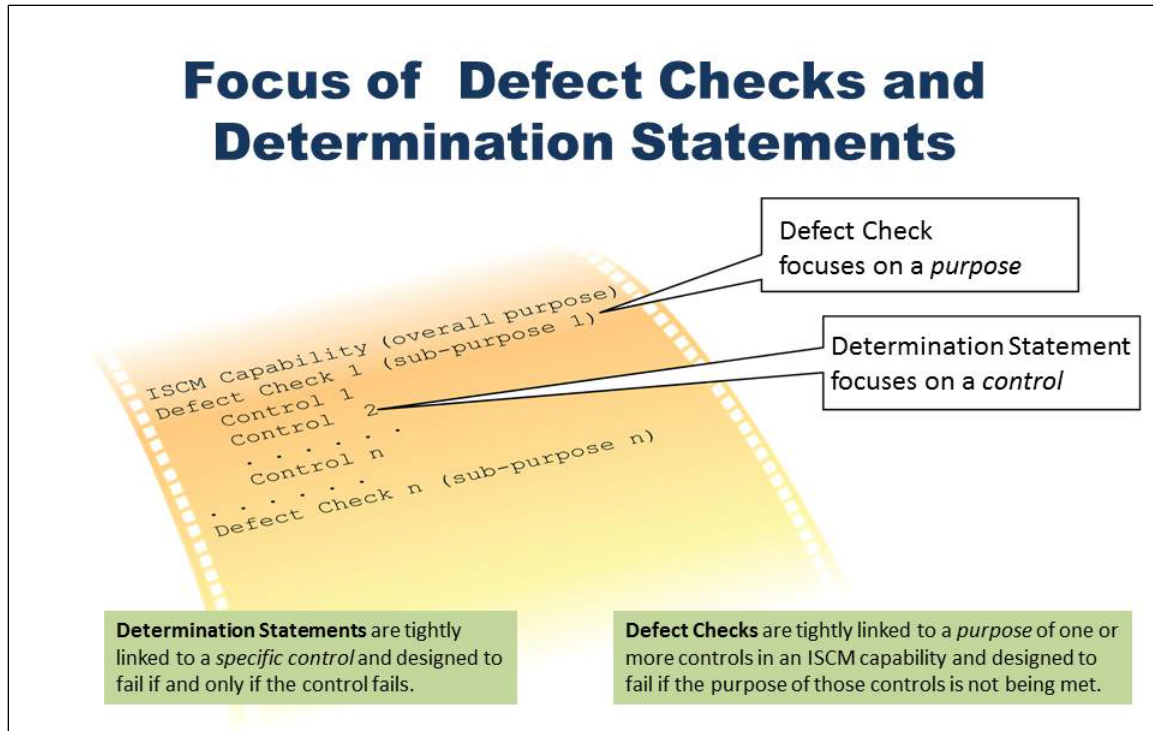 Focus of Defect Checks and
Determination Statements
Defect Check
focuses on a purpose
Determination Statement
focuses on a control
ISCM Capability (overall purpose)
Defect Check 1 (sub-purpose 1)
Control 1
Control 2
. . . . . .
Control n
. . . . . .
Defect Check n (sub-purpose n)
Determination Statements are tightly
linked to a specific control and designed to
fail if and only if the control fails.
Defect Checks are tightly linked to a purpose of one or
more controls in an ISCM capability and designed to
fail if the purpose of those controls is not being met.